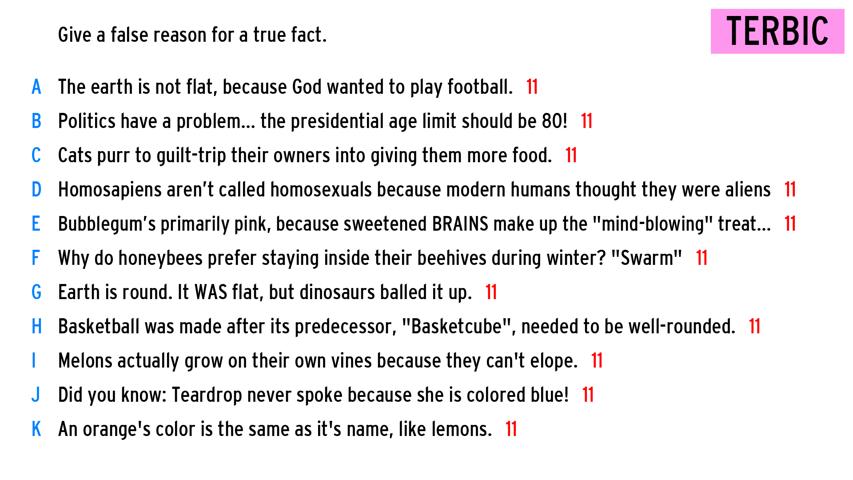 Give a false reason for a true fact.
TERBIC
A The earth is not flat, because God wanted to play football. 11
B Politics have a problem... the presidential age limit should be 80! 11
C Cats purr to guilt-trip their owners into giving them more food. 11
D Homosapiens aren’t called homosexuals because modern humans thought they were aliens 11
E Bubblegum’s primarily pink, because sweetened BRAINS make up the "mind-blowing" treat... 11
F Why do honeybees prefer staying inside their beehives during winter? "Swarm" 11
G Earth is round. It WAS flat, but dinosaurs balled it up. 11
H Basketball was made after its predecessor, "Basketcube", needed to be well-rounded. 11
I Melons actually grow on their own vines because they can't elope. 11
J Did you know: Teardrop never spoke because she is colored blue! 11
K An orange's color is the same as it's name, like lemons. 11